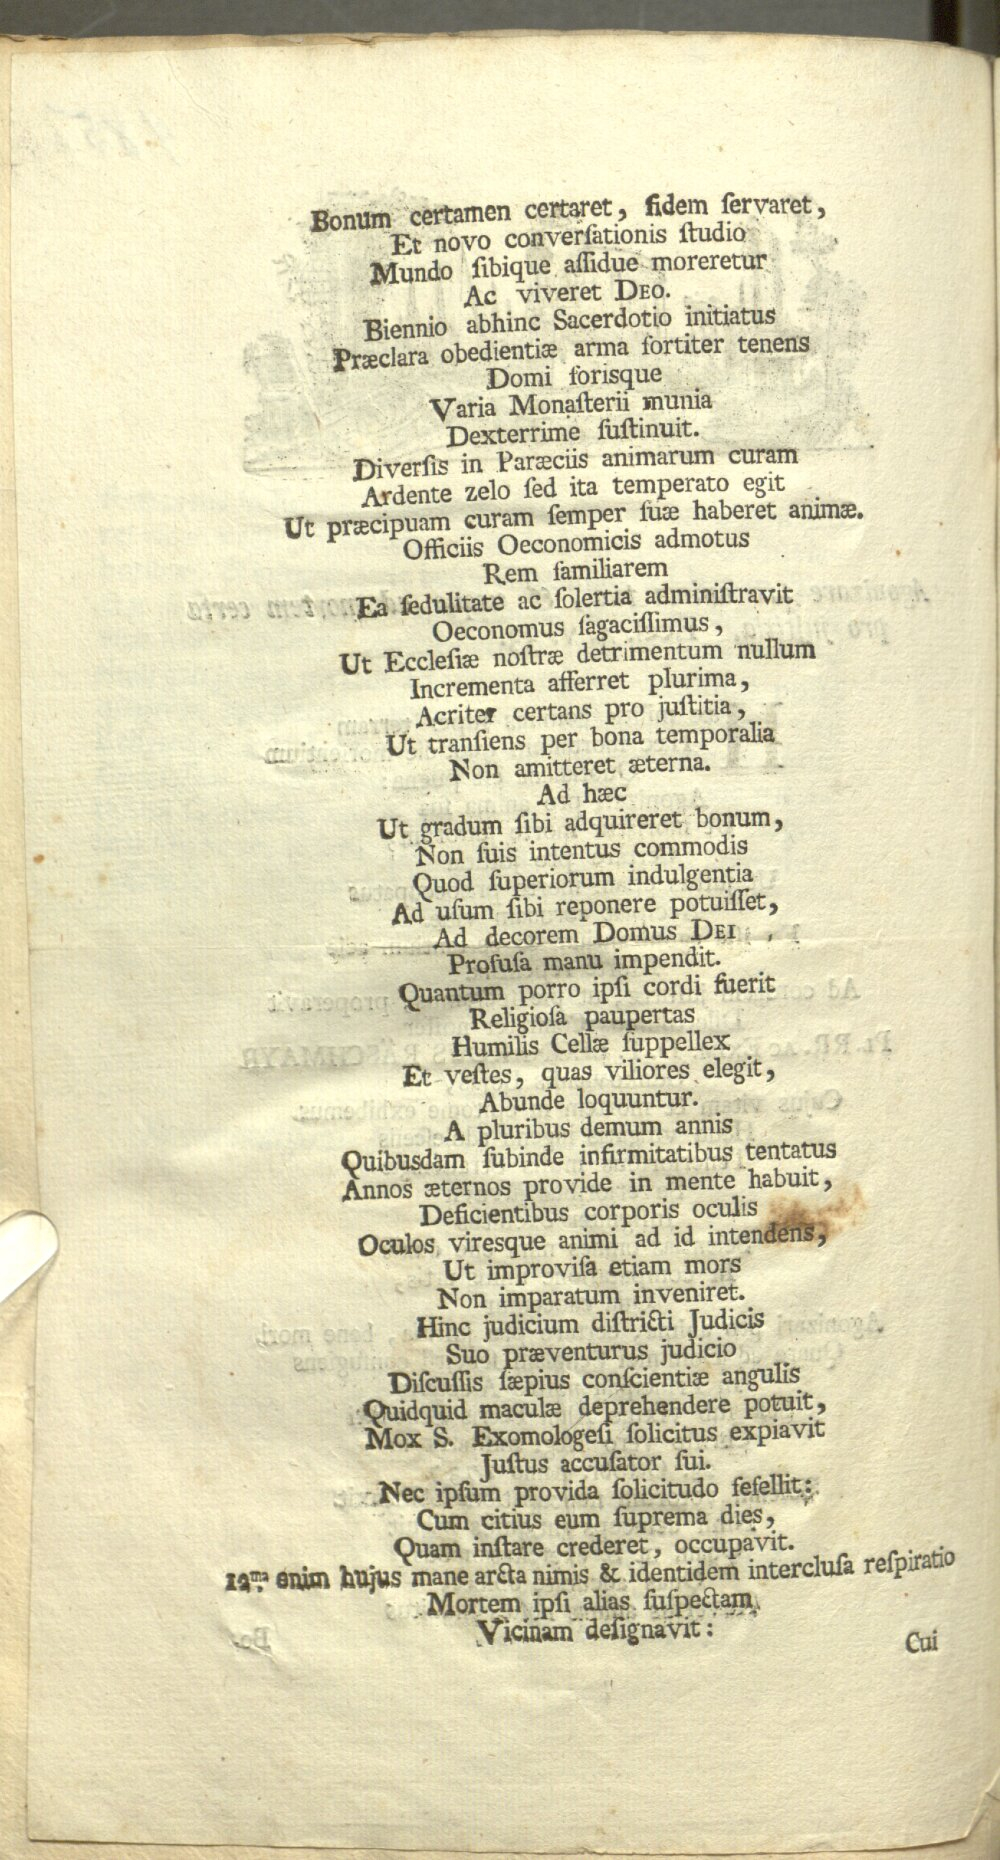 Bonum certamen certaret, fidem ſervaret,
Et novo converſationis ſtudio
Mundo ſibique aſſidue moreretur
Ac viveret DEO.
Biennio abhinc Sacerdotio initiatus
Præclara obedientiæ arma fortiter tenens
Domi forisque
Varia Monaſterii munia
Dexterrime ſuſtinuit.
Diverſis in Paræciis animarum curam
Ardente zelo ſed ita temperato egit
Ut præcipuam curam ſemper ſuæ haberet animæ.
Officiis Oeconomicis admotus
Rem familiarem
Ea ſedulitate ac ſolertia adminiſtravit
Oeconomus ſagaciſſimus,
Ut Eccleſiæ noſtræ detrimentum nullum
Incrementa afferret plurima,
Acriter certans pro juſtitia,
Ut tranſiens per bona temporalia
Non amitteret æterna.
Ad hæc
Ut gradum ſibi adquireret bonum,
Non ſuis intentus commodis
Quod ſuperiorum indulgentia
Ad uſum ſibi reponere potuiſſet,
Ad decorem Domus DEI
Profuſa manu impendit.
Quantum porro ipſi cordi fuerit
Religioſa paupertas
Humilis Cellæ ſuppellex
Et veſtes, quas viliores elegit,
Abunde loquuntur.
A pluribus demum annis
Quibusdam ſubinde infirmitatibus tentatus
Annos æternos provide in mente habuit,
Deficientibus corporis oculis
Oculos viresque animi ad id intendens,
Ut improviſa etiam mors
Non imparatum inveniret.
Hinc judicium diſtricti Judicis
Suo præventurus judicio
Diſcuſſis ſæpius conſcientiæ angulis
Quidquid maculæ deprehendere potuit,
Mox S. Exomologeſi ſolicitus expiavit
Juſtus accuſator ſui.
Nec ipſum provida ſolicitudo fefellit:
Cum citius eum ſuprema dies,
Quam inſtare crederet, occupavit.
12.ma enim hujus mane arcta nimis & identidem intercluſa reſpiratio
Mortem ipſi alias ſuſpectam
Vicinam deſignavit:
Cui